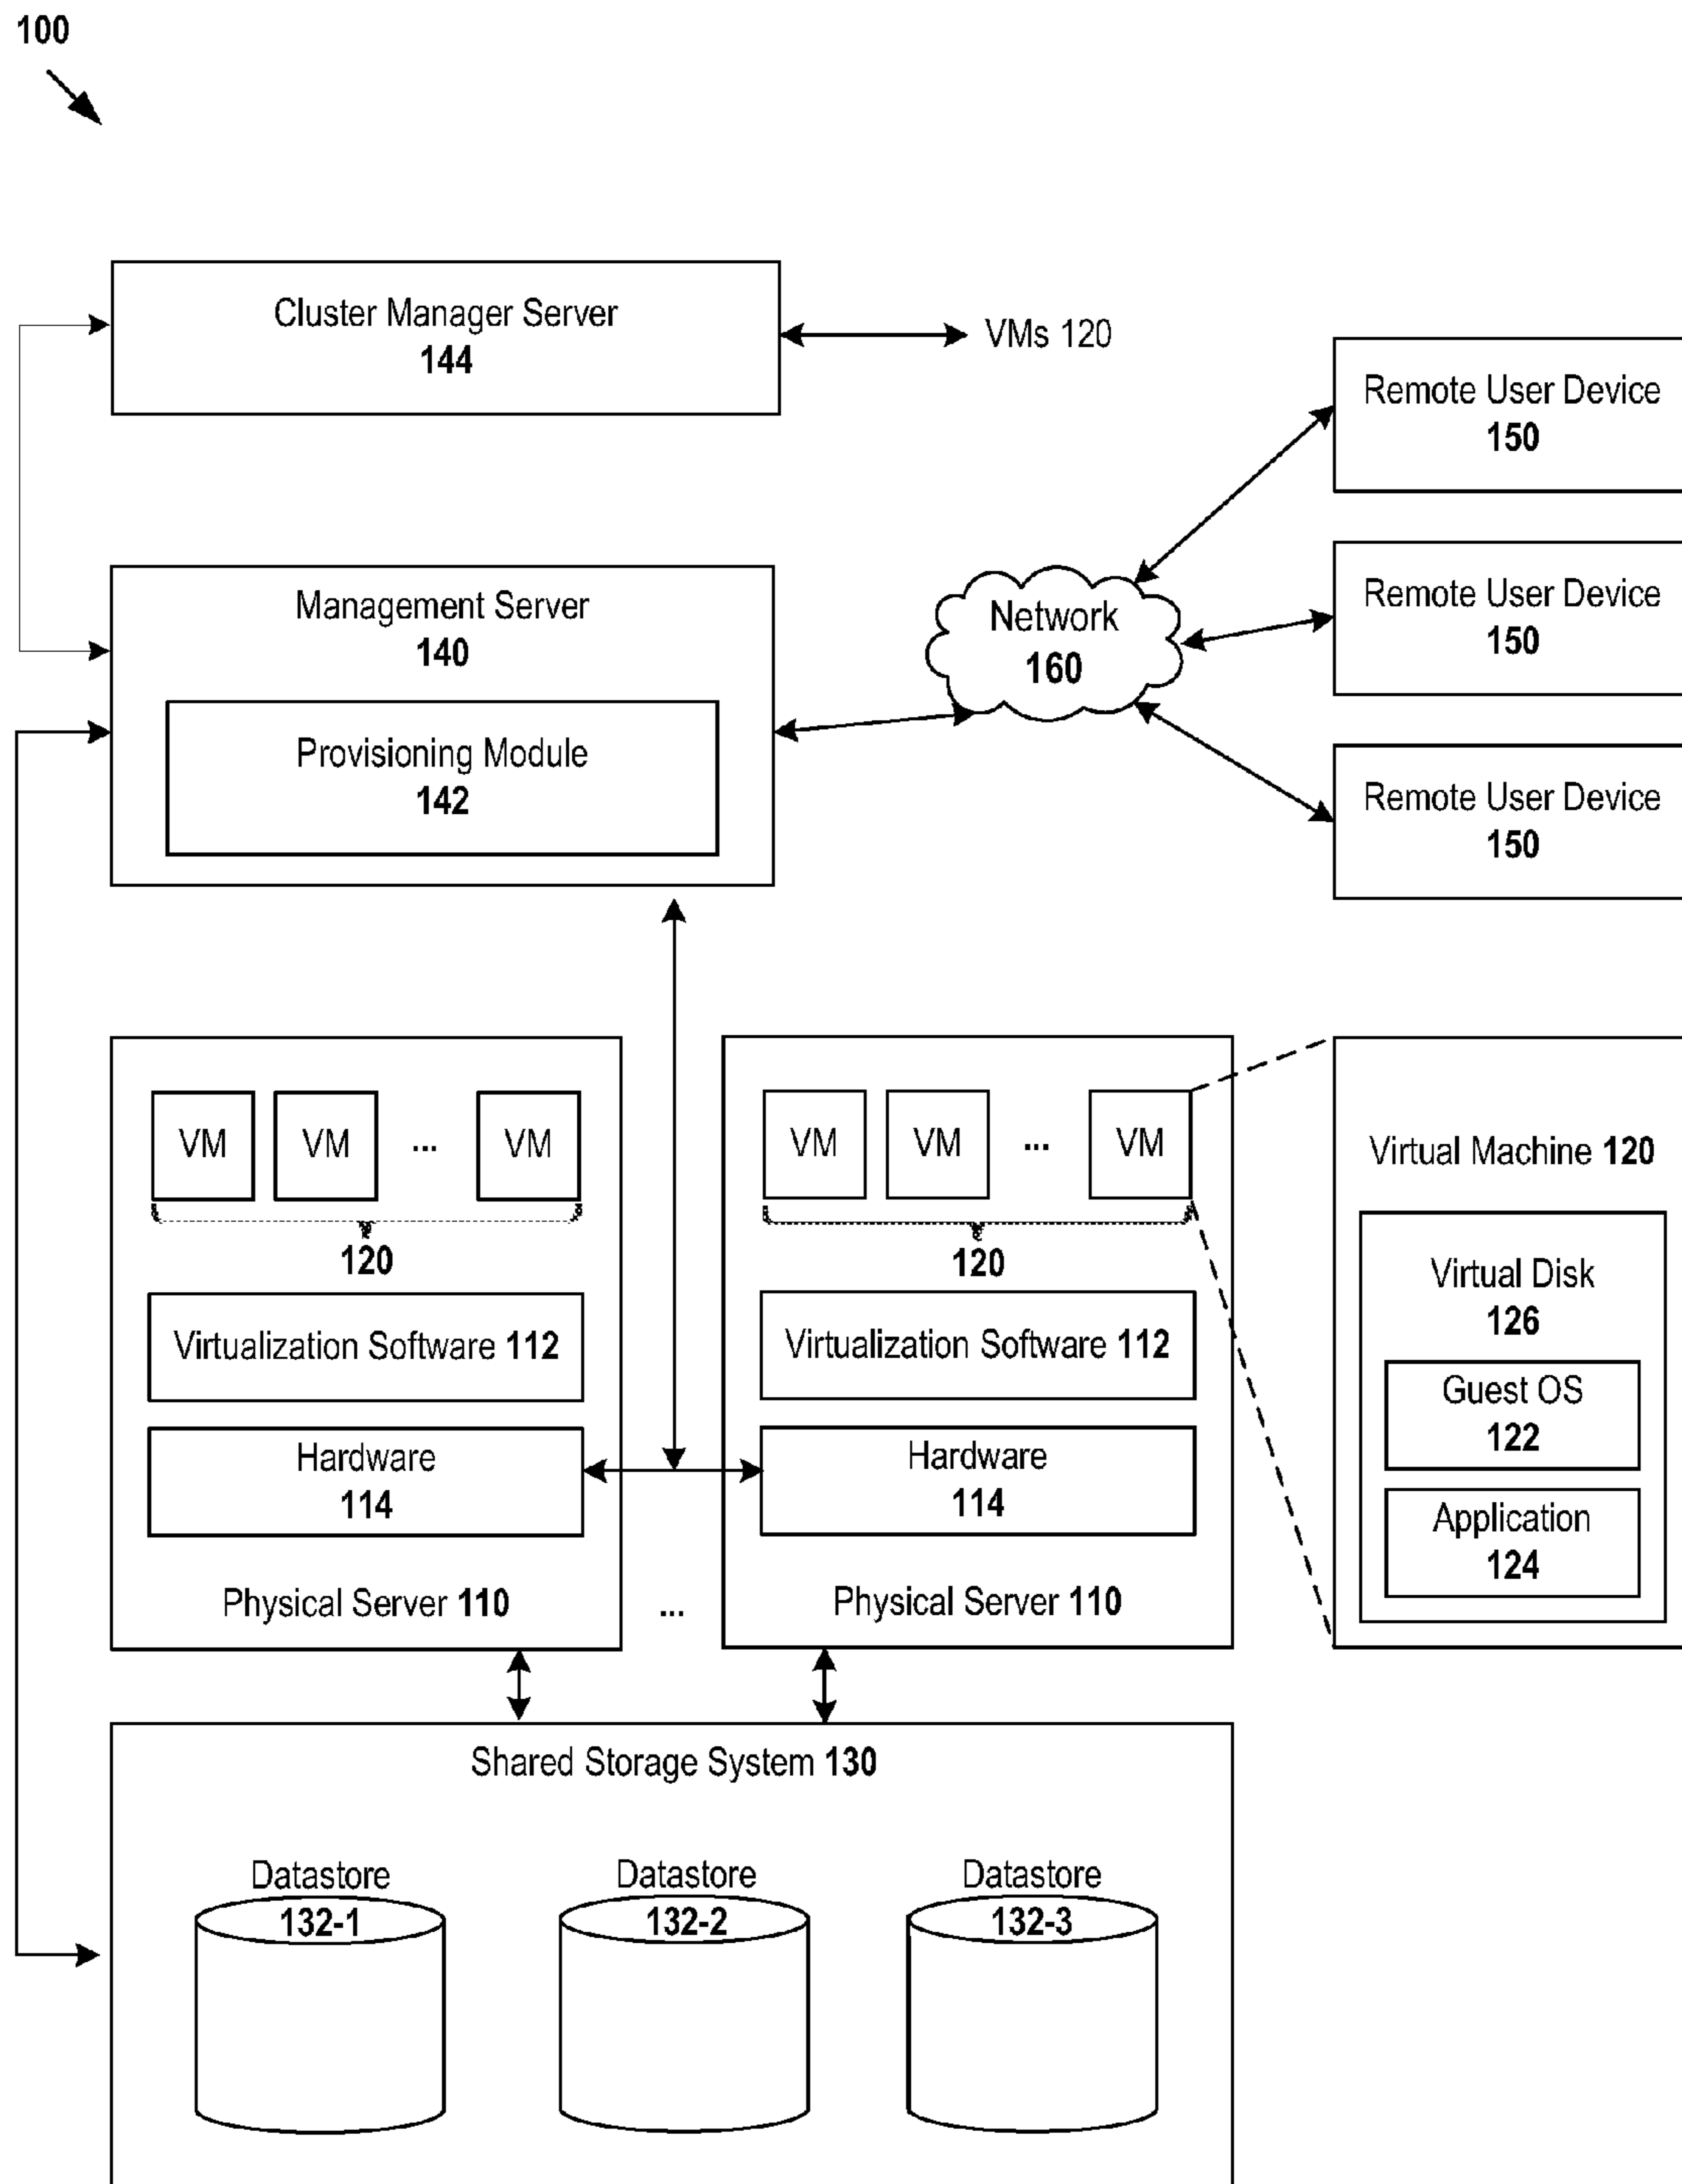 100
Cluster Manager Server
144
VMs 120
Remote User Device
150
Remote User Device
150
Remote User Device
150
Network
160
Management Server
140
Provisioning Module
142
VM VM ... VM
120
Virtualization Software 112
Hardware
114
Physical Server 110
...
VM VM ... VM
120
Virtualization Software 112
Hardware
114
Physical Server 110
Virtual Machine 120
Virtual Disk
126
Guest OS
122
Application
124
Shared Storage System 130
Datastore
132-1
Datastore
132-2
Datastore
132-3